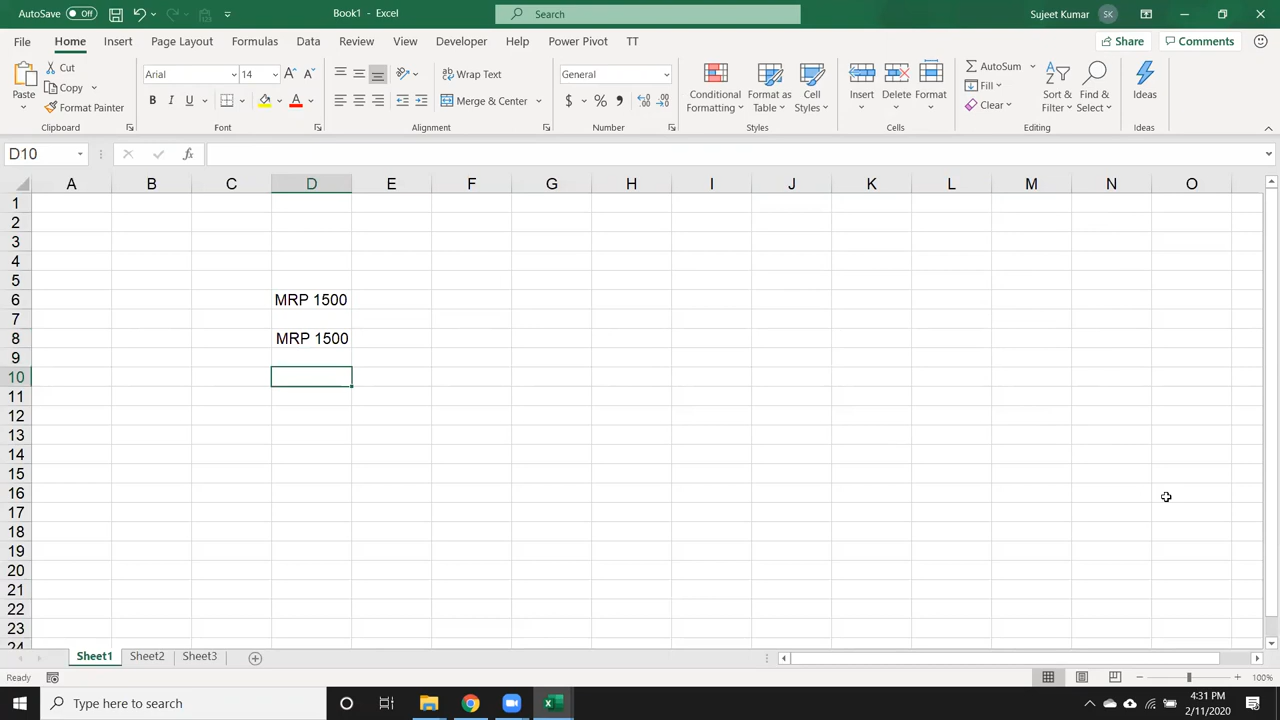 AutoSave Off Book1 - Excel Search Sujeet Kumar SK
File Home Insert Page Layout Formulas Data Review View Developer Help Power Pivot TT Share Comments
Cut Arial 14 Wrap Text General AutoSum
Copy Fill
Paste Format Painter B I U A Merge & Center $ % , Conditional Formatting Format as Table Cell Styles Insert Delete Format Clear Sort & Filter Find & Select Ideas
Clipboard Font Alignment Number Styles Cells Editing Ideas
D10 fx
A B C D E F G H I J K L M N O
1
2
3
4
5
6 MRP 1500
7
8 MRP 1500
9
10
11
12
13
14
15
16
17
18
19
20
21
22
23
24
Sheet1 Sheet2 Sheet3
Ready 100%
Type here to search 4:31 PM
2/11/2020